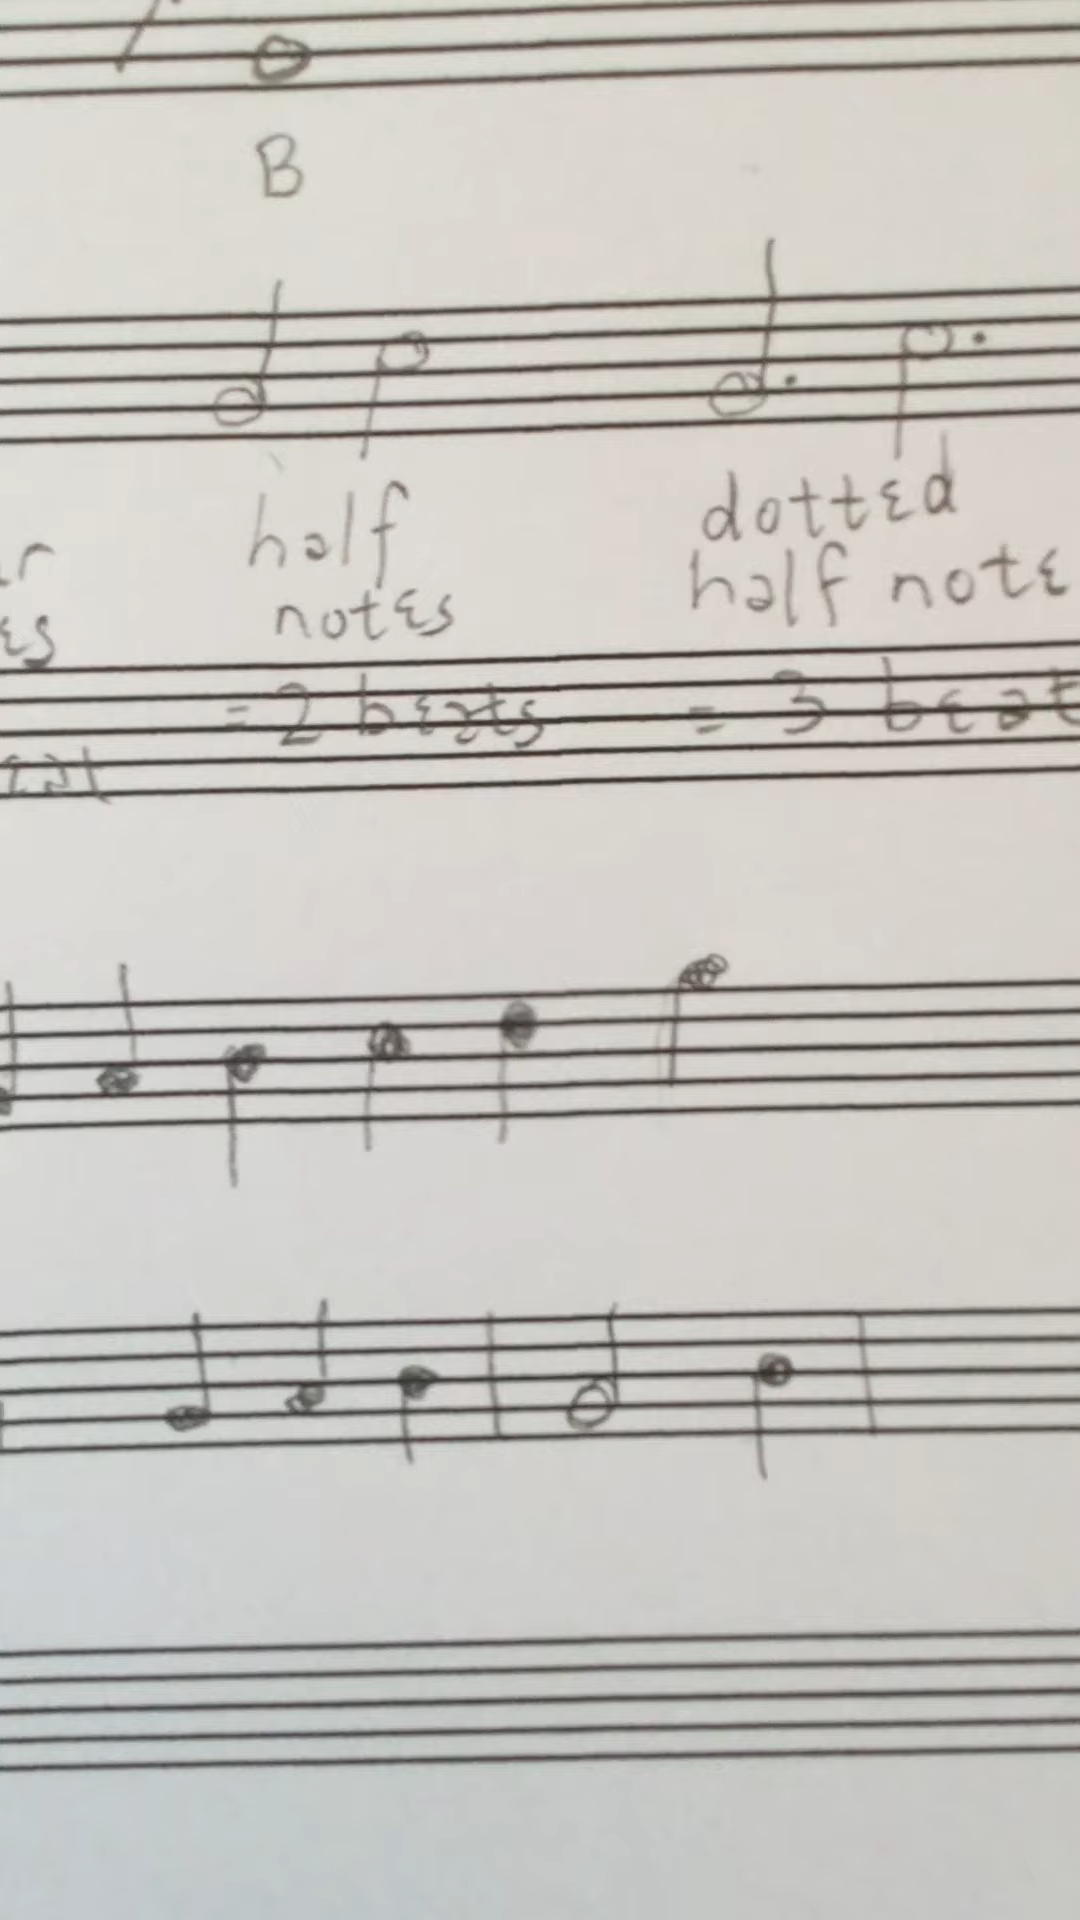 B
half
notes
= 2 beats
dotted
half note
= 3 beat